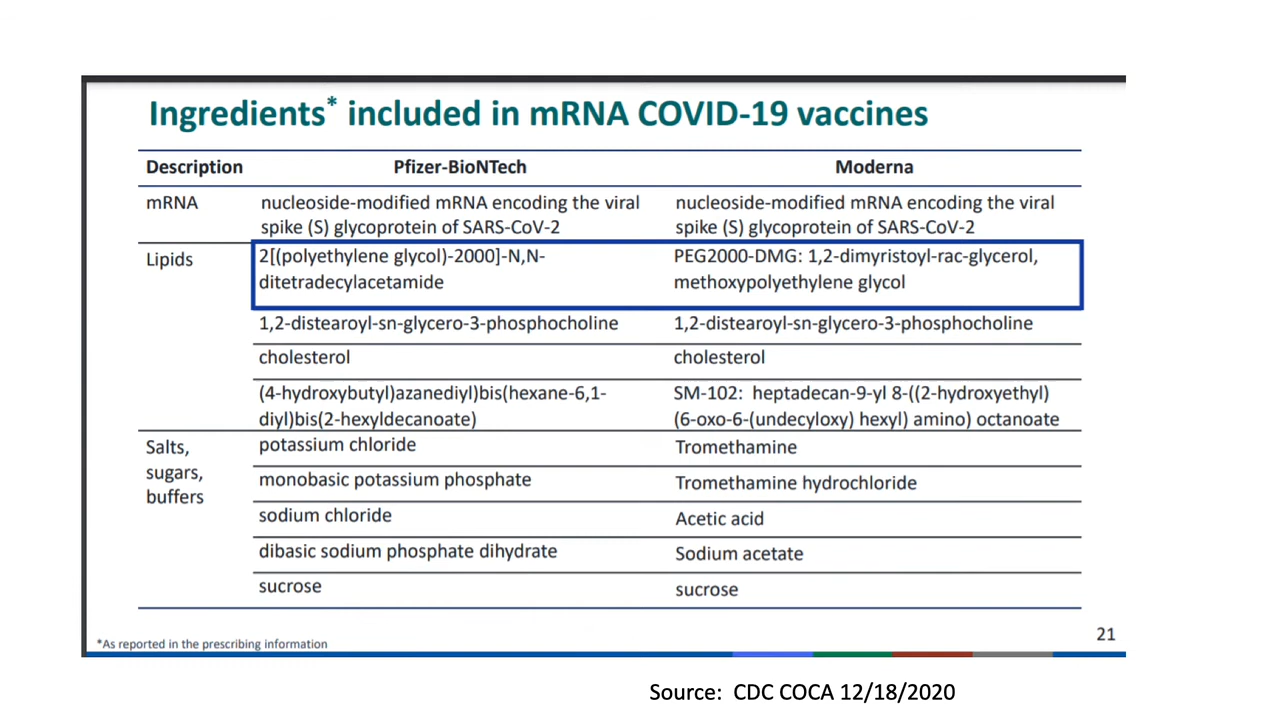 Ingredients* included in mRNA COVID-19 vaccines
Description Pfizer-BioNTech Moderna
mRNA nucleoside-modified mRNA encoding the viral nucleoside-modified mRNA encoding the viral
spike (S) glycoprotein of SARS-CoV-2 spike (S) glycoprotein of SARS-CoV-2
Lipids 2[(polyethylene glycol)-2000]-N,N- PEG2000-DMG: 1,2-dimyristoyl-rac-glycerol,
ditetradecylacetamide methoxypolyethylene glycol
1,2-distearoyl-sn-glycero-3-phosphocholine 1,2-distearoyl-sn-glycero-3-phosphocholine
cholesterol cholesterol
(4-hydroxybutyl)azanediyl)bis(hexane-6,1- SM-102: heptadecan-9-yl 8-((2-hydroxyethyl)
diyl)bis(2-hexyldecanoate) (6-oxo-6-(undecyloxy) hexyl) amino) octanoate
Salts, potassium chloride Tromethamine
sugars, monobasic potassium phosphate Tromethamine hydrochloride
buffers sodium chloride Acetic acid
dibasic sodium phosphate dihydrate Sodium acetate
sucrose sucrose
21
*As reported in the prescribing information
Source: CDC COCA 12/18/2020